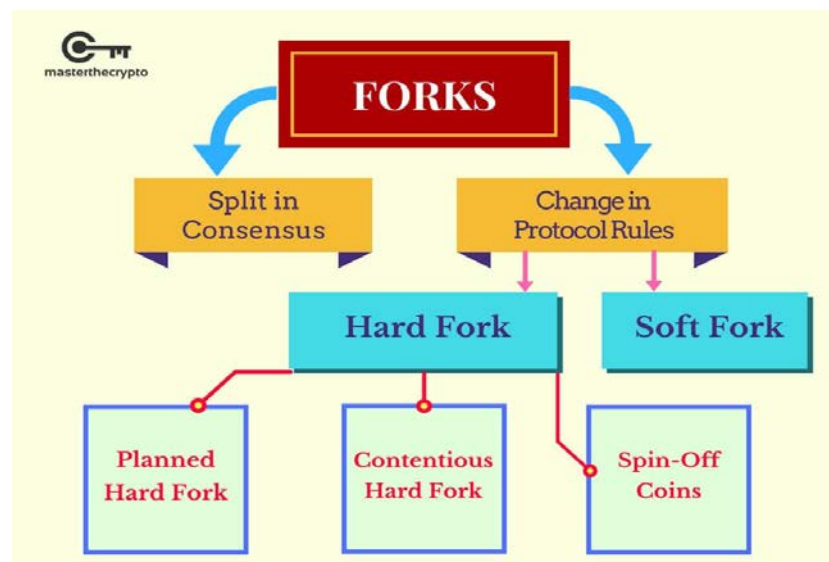 masterthecrypto
FORKS
Split in
Consensus
Change in
Protocol Rules
Hard Fork
Soft Fork
Planned
Hard Fork
Contentious
Hard Fork
Spin-Off
Coins